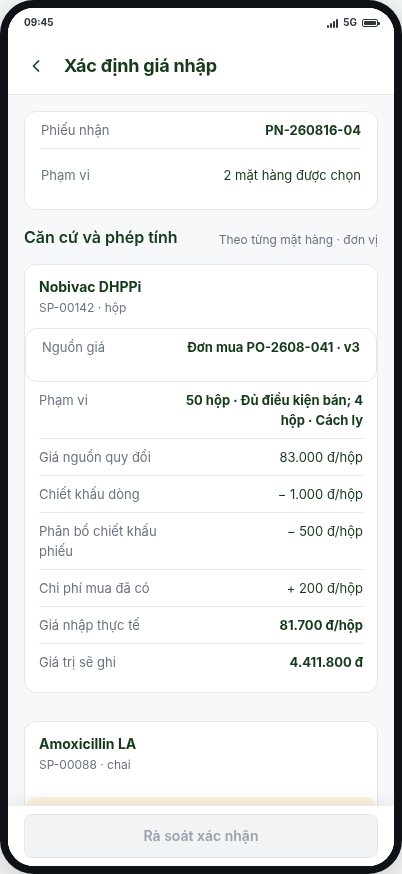 09:45 5G
Xác định giá nhập
Phiếu nhận PN-260816-04
Phạm vi 2 mặt hàng được chọn
Căn cứ và phép tính Theo từng mặt hàng · đơn vị
Nobivac DHPPi
SP-00142 · hộp
Nguồn giá Đơn mua PO-2608-041 · v3
Phạm vi 50 hộp · Đủ điều kiện bán; 4
hộp · Cách ly
Giá nguồn quy đổi 83.000 đ/hộp
Chiết khấu dòng − 1.000 đ/hộp
Phân bổ chiết khấu − 500 đ/hộp
phiếu
Chi phí mua đã có + 200 đ/hộp
Giá nhập thực tế 81.700 đ/hộp
Giá trị sẽ ghi 4.411.800 đ
Amoxicillin LA
SP-00088 · chai
Rà soát xác nhận